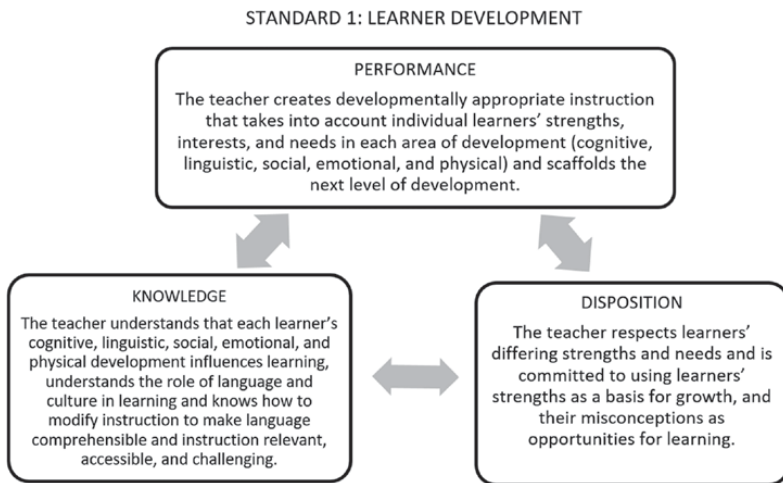 STANDARD 1: LEARNER DEVELOPMENT
PERFORMANCE
The teacher creates developmentally appropriate instruction
that takes into account individual learners' strengths,
interests, and needs in each area of development (cognitive,
linguistic, social, emotional, and physical) and scaffolds the
next level of development.
KNOWLEDGE
The teacher understands that each learner's
cognitive, linguistic, social, emotional, and
physical development influences learning,
understands the role of language and
culture in learning and knows how to
modify instruction to make language
comprehensible and instruction relevant,
accessible, and challenging.
DISPOSITION
The teacher respects learners'
differing strengths and needs and is
committed to using learners'
strengths as a basis for growth, and
their misconceptions as
opportunities for learning.